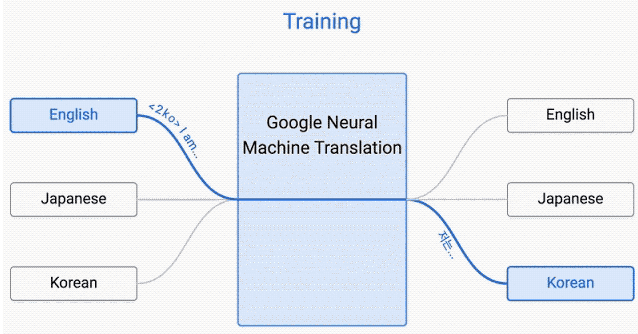 Training
English
<2ko> I am...
Google Neural
Machine Translation
English
Japanese
Japanese
저는...
Korean
Korean